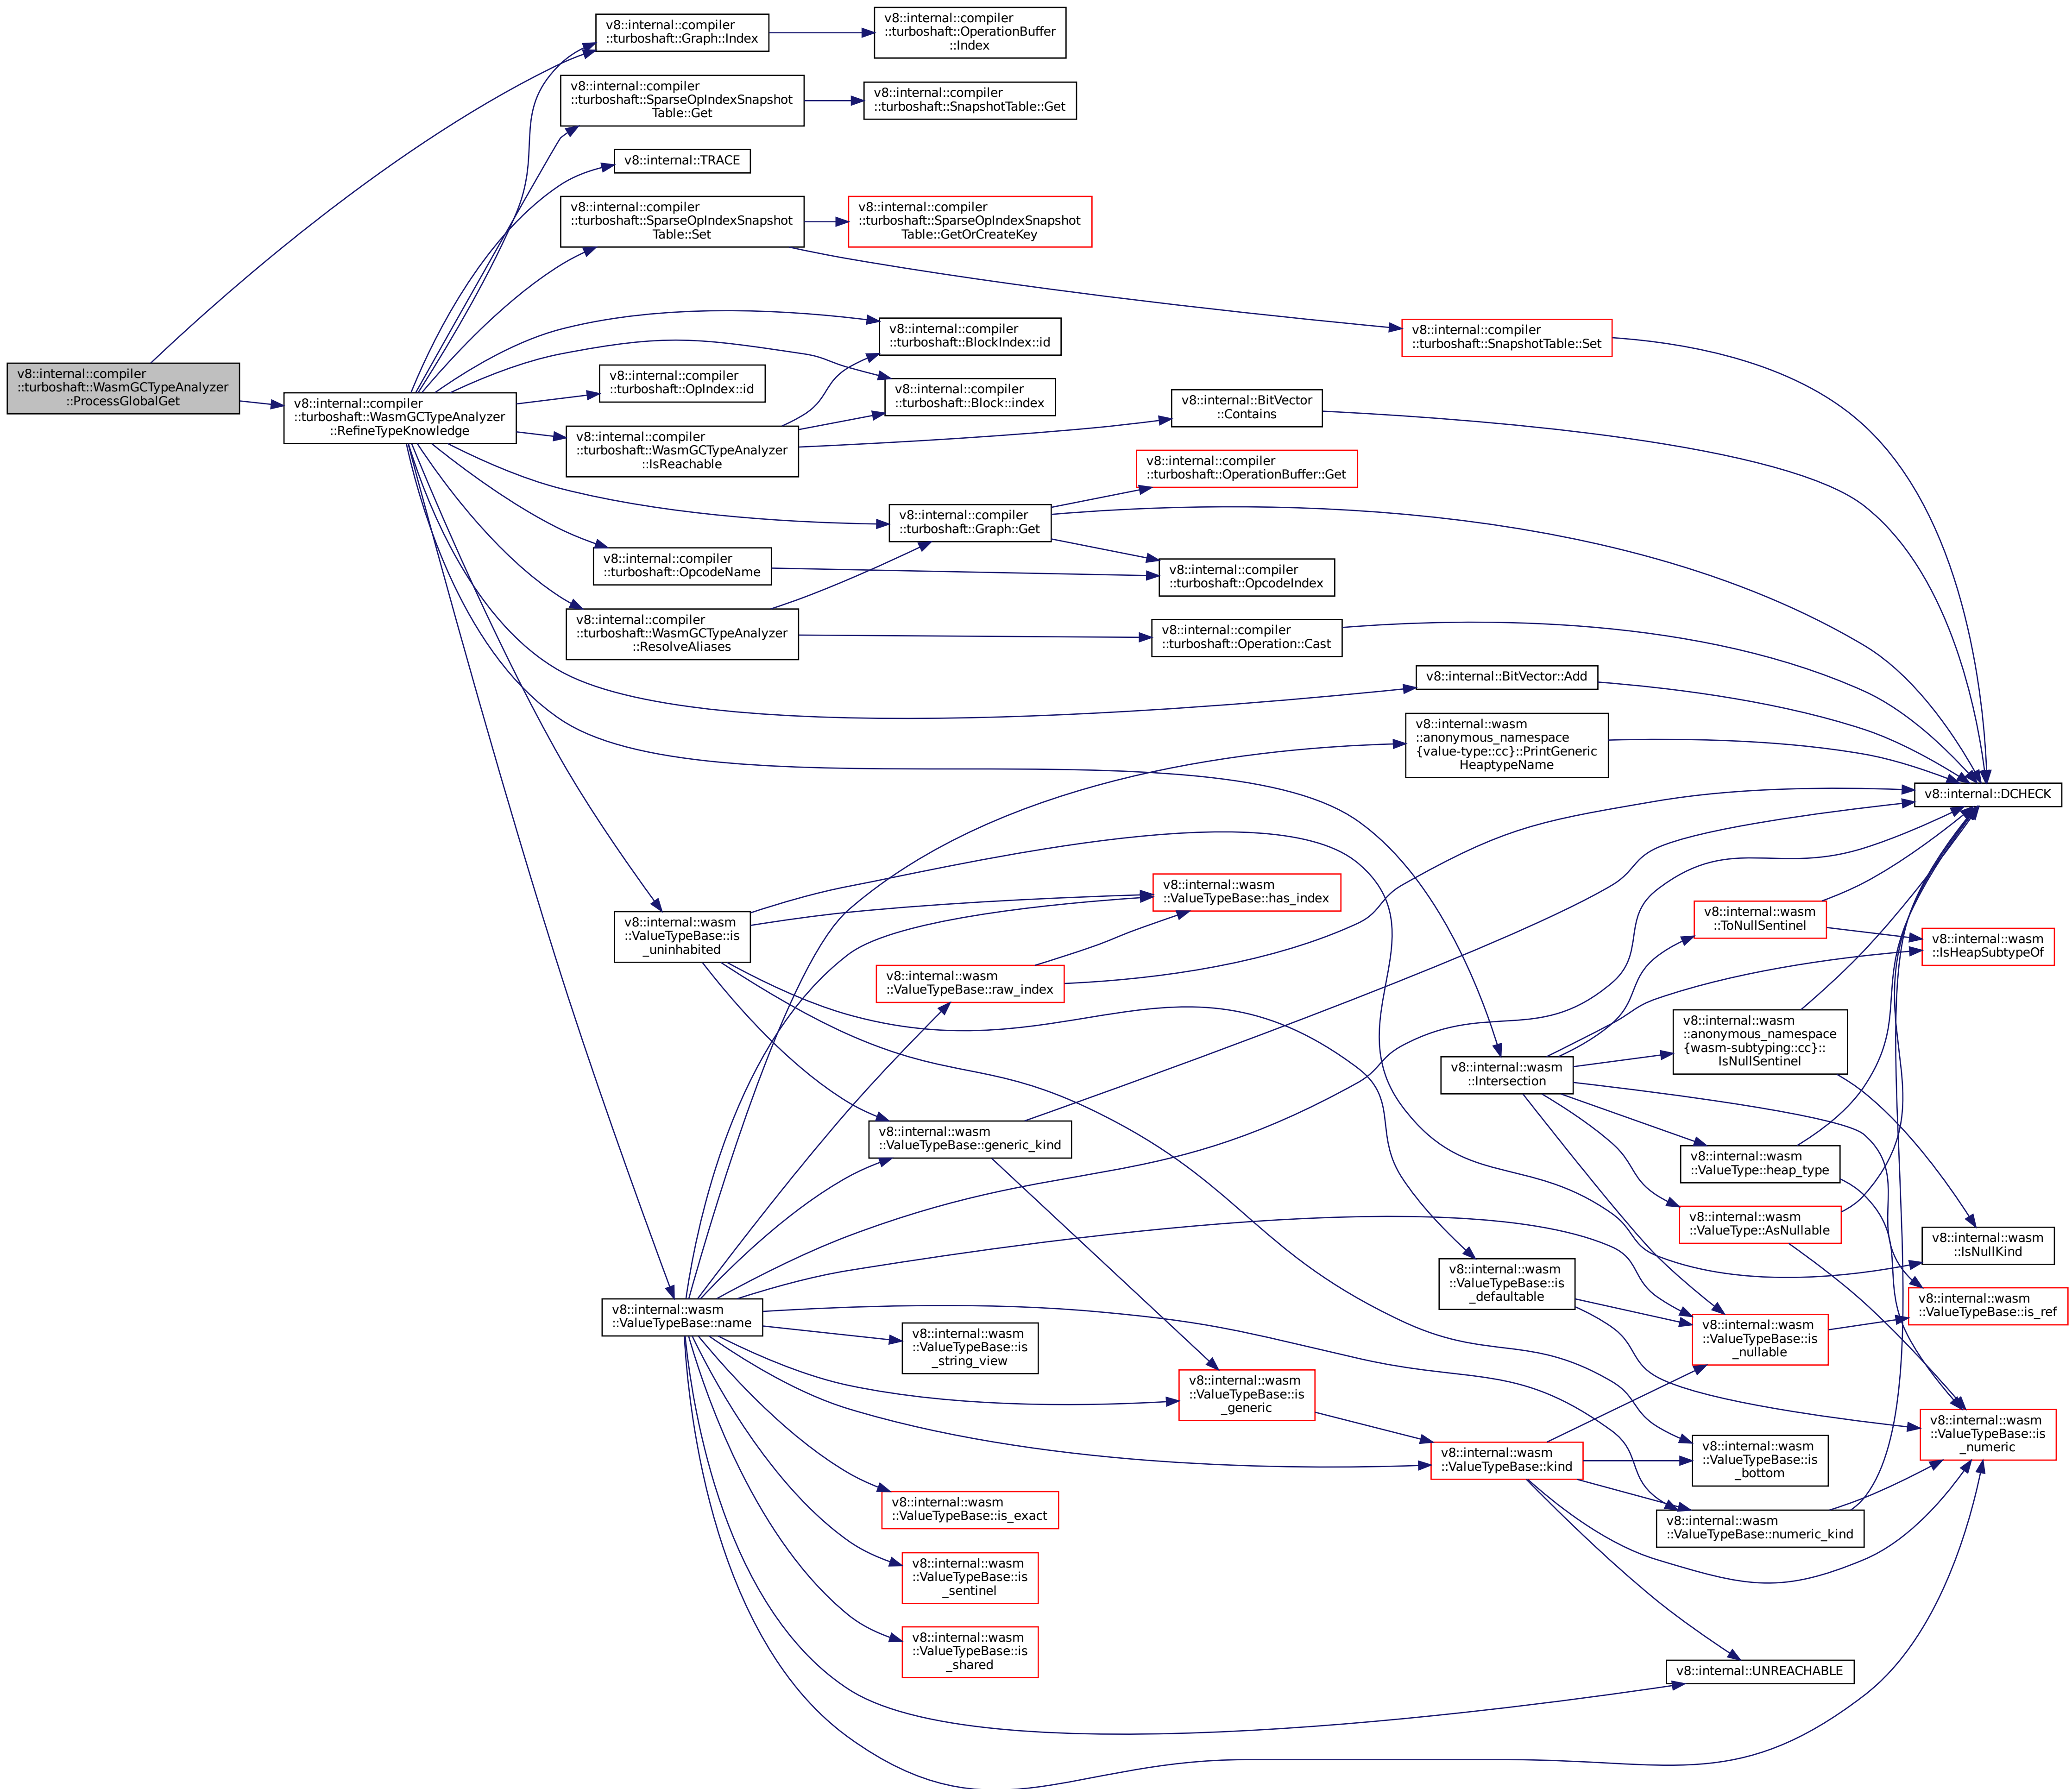 v8::internal::compiler
::turboshaft::WasmGCTypeAnalyzer
::ProcessGlobalGet
v8::internal::compiler
::turboshaft::WasmGCTypeAnalyzer
::RefineTypeKnowledge
v8::internal::compiler
::turboshaft::Graph::Index
v8::internal::compiler
::turboshaft::OperationBuffer
::Index
v8::internal::compiler
::turboshaft::SparseOpIndexSnapshot
Table::Get
v8::internal::compiler
::turboshaft::SnapshotTable::Get
v8::internal::TRACE
v8::internal::compiler
::turboshaft::SparseOpIndexSnapshot
Table::Set
v8::internal::compiler
::turboshaft::SparseOpIndexSnapshot
Table::GetOrCreateKey
v8::internal::compiler
::turboshaft::SnapshotTable::Set
v8::internal::compiler
::turboshaft::BlockIndex::id
v8::internal::compiler
::turboshaft::OpIndex::id
v8::internal::compiler
::turboshaft::Block::index
v8::internal::compiler
::turboshaft::WasmGCTypeAnalyzer
::IsReachable
v8::internal::BitVector
::Contains
v8::internal::compiler
::turboshaft::OperationBuffer::Get
v8::internal::compiler
::turboshaft::Graph::Get
v8::internal::compiler
::turboshaft::OpcodeName
v8::internal::compiler
::turboshaft::OpcodeIndex
v8::internal::compiler
::turboshaft::WasmGCTypeAnalyzer
::ResolveAliases
v8::internal::compiler
::turboshaft::Operation::Cast
v8::internal::BitVector::Add
v8::internal::wasm
::anonymous_namespace
{value-type::cc}::PrintGeneric
HeaptypeName
v8::internal::DCHECK
v8::internal::wasm
::ValueTypeBase::has_index
v8::internal::wasm
::ValueTypeBase::is
_uninhabited
v8::internal::wasm
::ToNullSentinel
v8::internal::wasm
::IsHeapSubtypeOf
v8::internal::wasm
::ValueTypeBase::raw_index
v8::internal::wasm
::anonymous_namespace
{wasm-subtyping::cc}::
IsNullSentinel
v8::internal::wasm
::Intersection
v8::internal::wasm
::ValueTypeBase::generic_kind
v8::internal::wasm
::ValueType::heap_type
v8::internal::wasm
::ValueType::AsNullable
v8::internal::wasm
::IsNullKind
v8::internal::wasm
::ValueTypeBase::is
_defaultable
v8::internal::wasm
::ValueTypeBase::is_ref
v8::internal::wasm
::ValueTypeBase::name
v8::internal::wasm
::ValueTypeBase::is
_string_view
v8::internal::wasm
::ValueTypeBase::is
_nullable
v8::internal::wasm
::ValueTypeBase::is
_generic
v8::internal::wasm
::ValueTypeBase::is
_numeric
v8::internal::wasm
::ValueTypeBase::kind
v8::internal::wasm
::ValueTypeBase::is
_bottom
v8::internal::wasm
::ValueTypeBase::is_exact
v8::internal::wasm
::ValueTypeBase::numeric_kind
v8::internal::wasm
::ValueTypeBase::is
_sentinel
v8::internal::wasm
::ValueTypeBase::is
_shared
v8::internal::UNREACHABLE